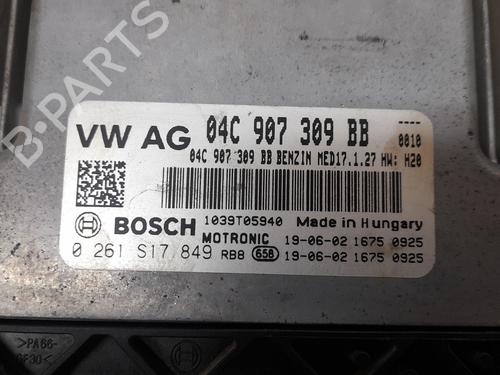 VW AG 04C 907 309 BB 0010
04C 907 309 BB BENZIN MED17.1.27 HW: H20
BOSCH 1039T05940 Made in Hungary
MOTRONIC 19-06-02 1675 0925
0 261 S17 849 RB8 658 19-06-02 1675 0925
>PA66-
GF30<
B-PARTS